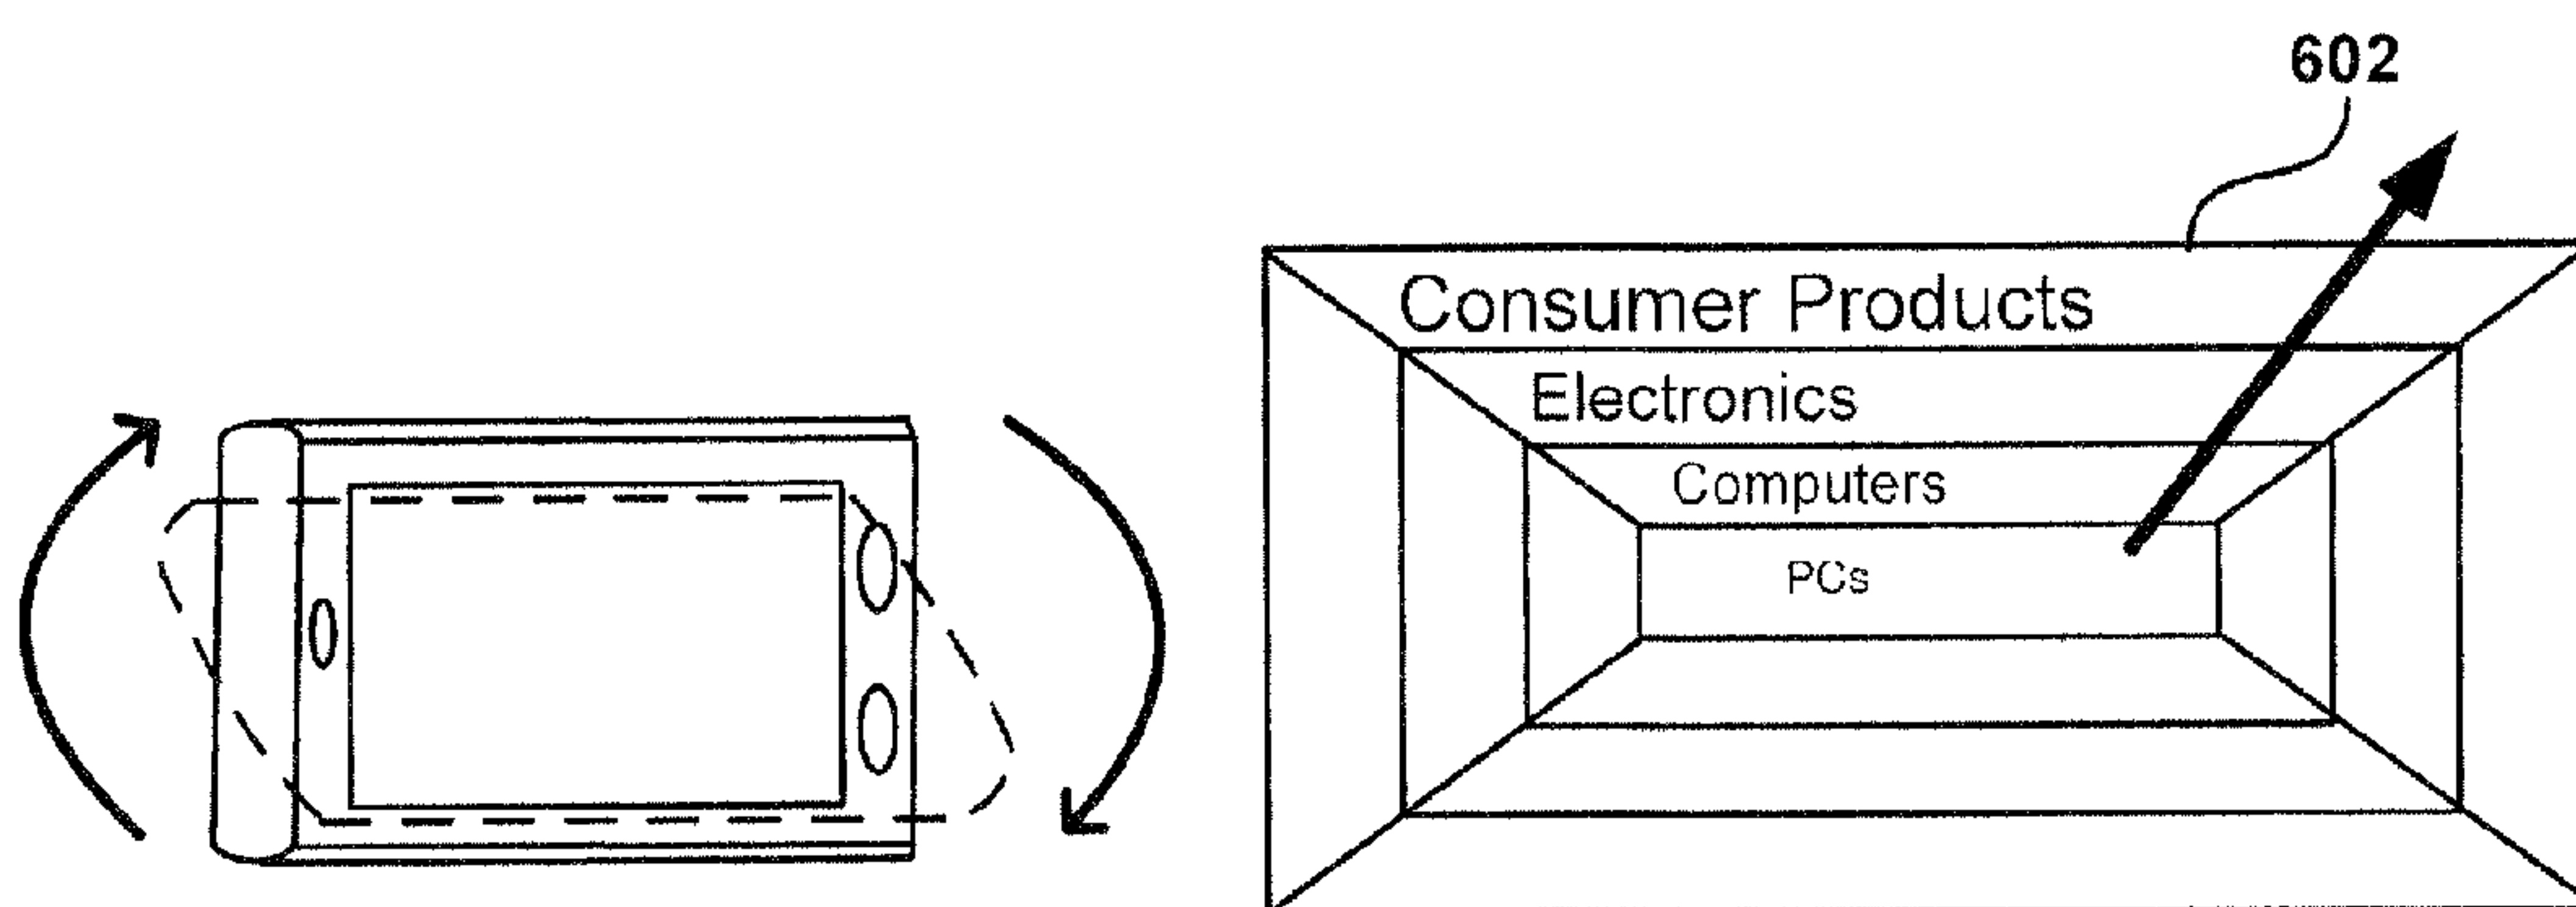 602
Consumer Products
Electronics
Computers
PCs